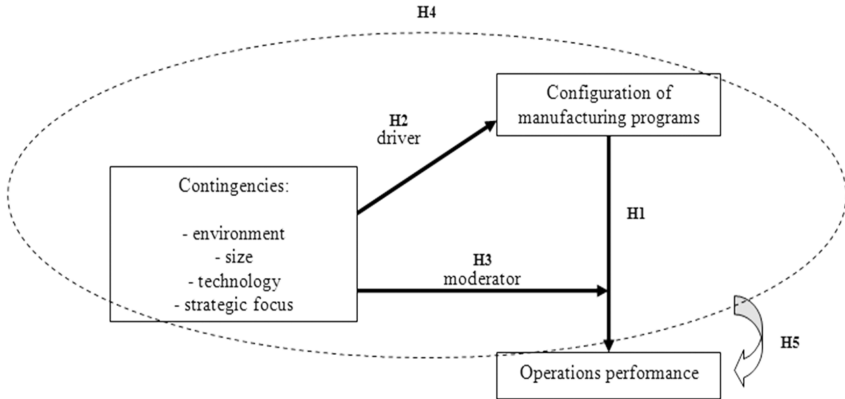 H4
Configuration of
manufacturing programs
H2
driver
Contingencies:
- environment
- size
- technology
- strategic focus
H1
H3
moderator
H5
Operations performance